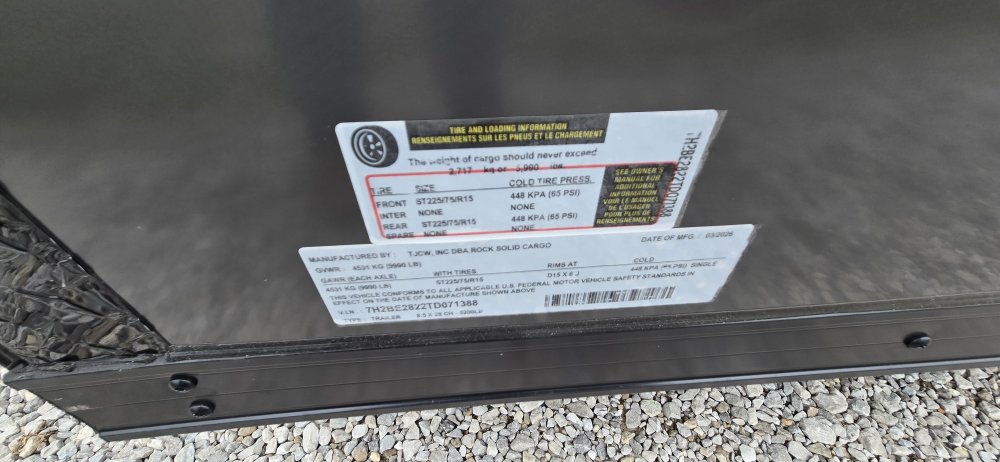 TIRE AND LOADING INFORMATION
RENSEIGNEMENTS SUR LES PNEUS ET LE CHARGEMENT
The weight of cargo should never exceed
2,717 kg or 5,990 lbs.
TIRE SIZE COLD TIRE PRESS.
FRONT ST225/75/R15 448 KPA (65 PSI)
INTER NONE NONE
REAR ST225/75/R15 448 KPA (65 PSI)
SPARE NONE NONE
SEE OWNER'S
MANUAL FOR
ADDITIONAL
INFORMATION
VOIR LE MANUEL
DE L'USAGER
POUR PLUS DE
RENSEIGNEMENTS
7H2BE2822TD071388
MANUFACTURED BY : TJCW, INC DBA ROCK SOLID CARGO DATE OF MFG. : 03/2026
GVWR : 4531 KG (9990 LB)
GAWR (EACH AXLE) WITH TIRES RIMS AT COLD
4531 KG (9990 LB) ST225/75/R15 D15 X 6 J 448 KPA (65 PSI) SINGLE
THIS VEHICLE CONFORMS TO ALL APPLICABLE U.S. FEDERAL MOTOR VEHICLE SAFETY STANDARDS IN
EFFECT ON THE DATE OF MANUFACTURE SHOWN ABOVE
V.I.N. : 7H2BE2822TD071388
TYPE : TRAILER 8.5 X 28 CH - 5200LB